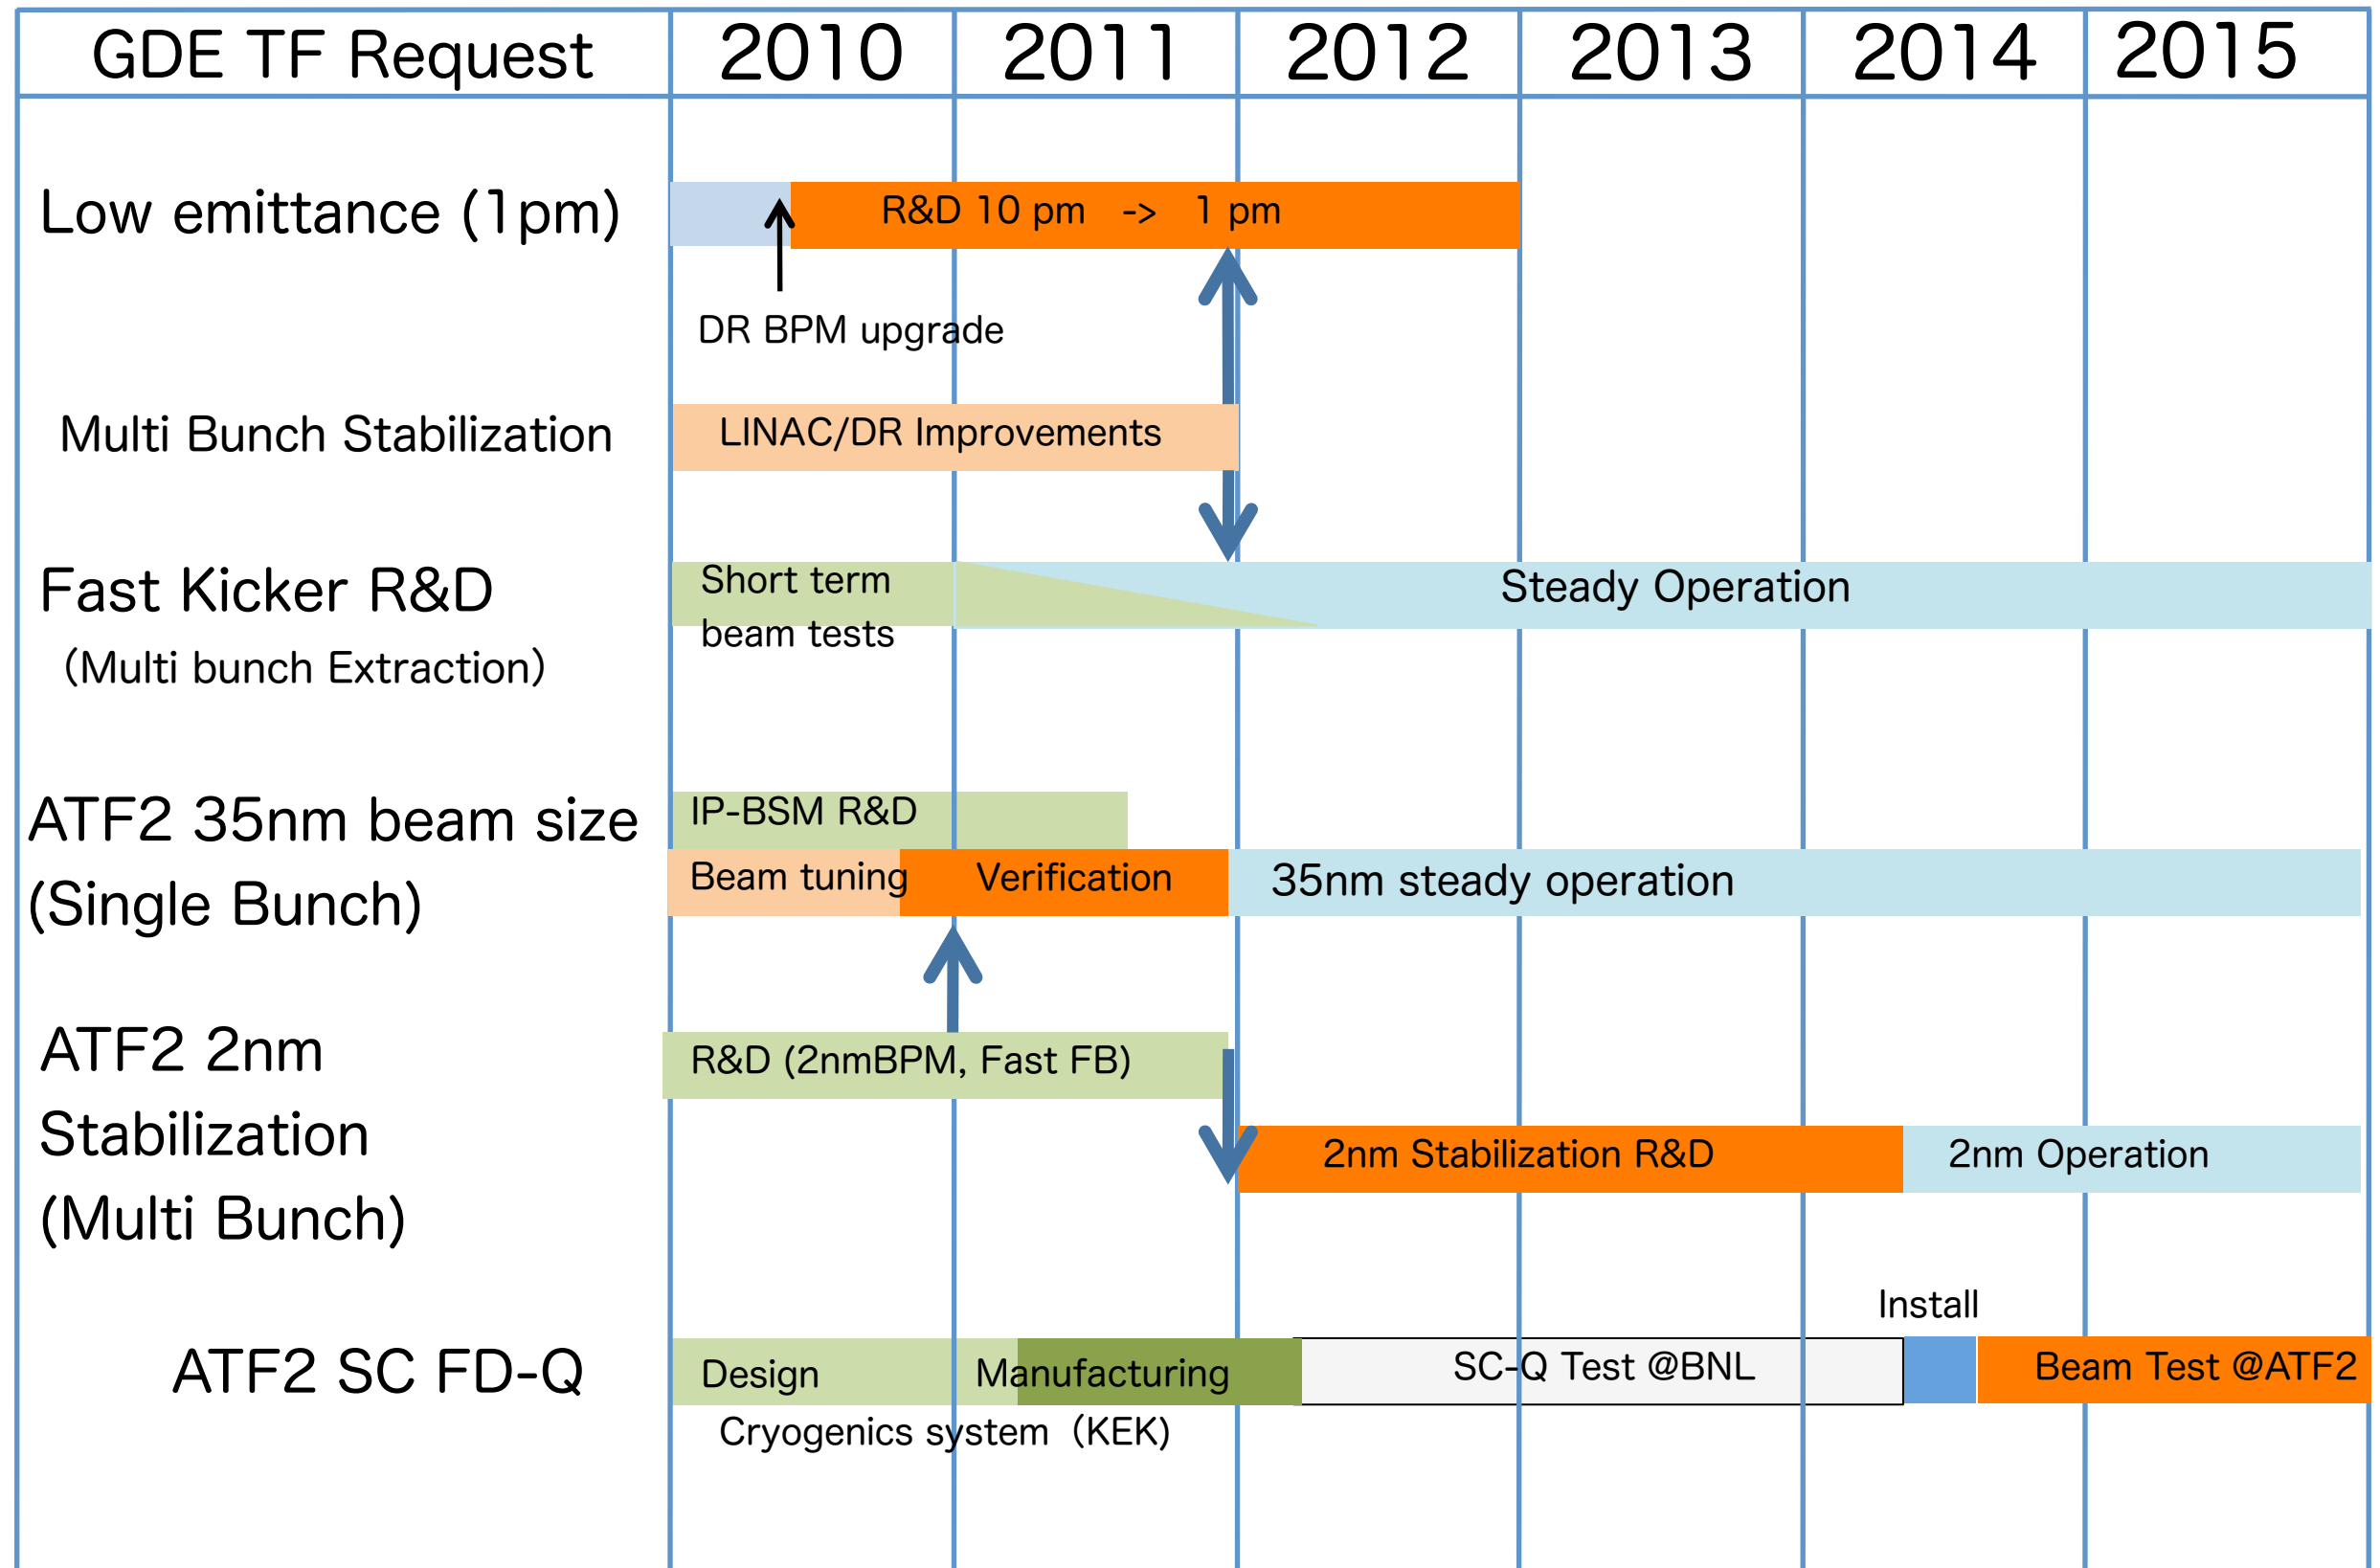 GDE TF Request 2010 2011 2012 2013 2014 2015
Low emittance (1pm)
R&D 10 pm -> 1 pm
DR BPM upgrade
Multi Bunch Stabilization
LINAC/DR Improvements
Fast Kicker R&D
(Multi bunch Extraction)
Short term
beam tests
Steady Operation
ATF2 35nm beam size
(Single Bunch)
IP-BSM R&D
Beam tuning
Verification
35nm steady operation
ATF2 2nm
Stabilization
(Multi Bunch)
R&D (2nmBPM, Fast FB)
2nm Stabilization R&D
2nm Operation
Install
ATF2 SC FD-Q
Design
Manufacturing
SC-Q Test @BNL
Beam Test @ATF2
Cryogenics system (KEK)